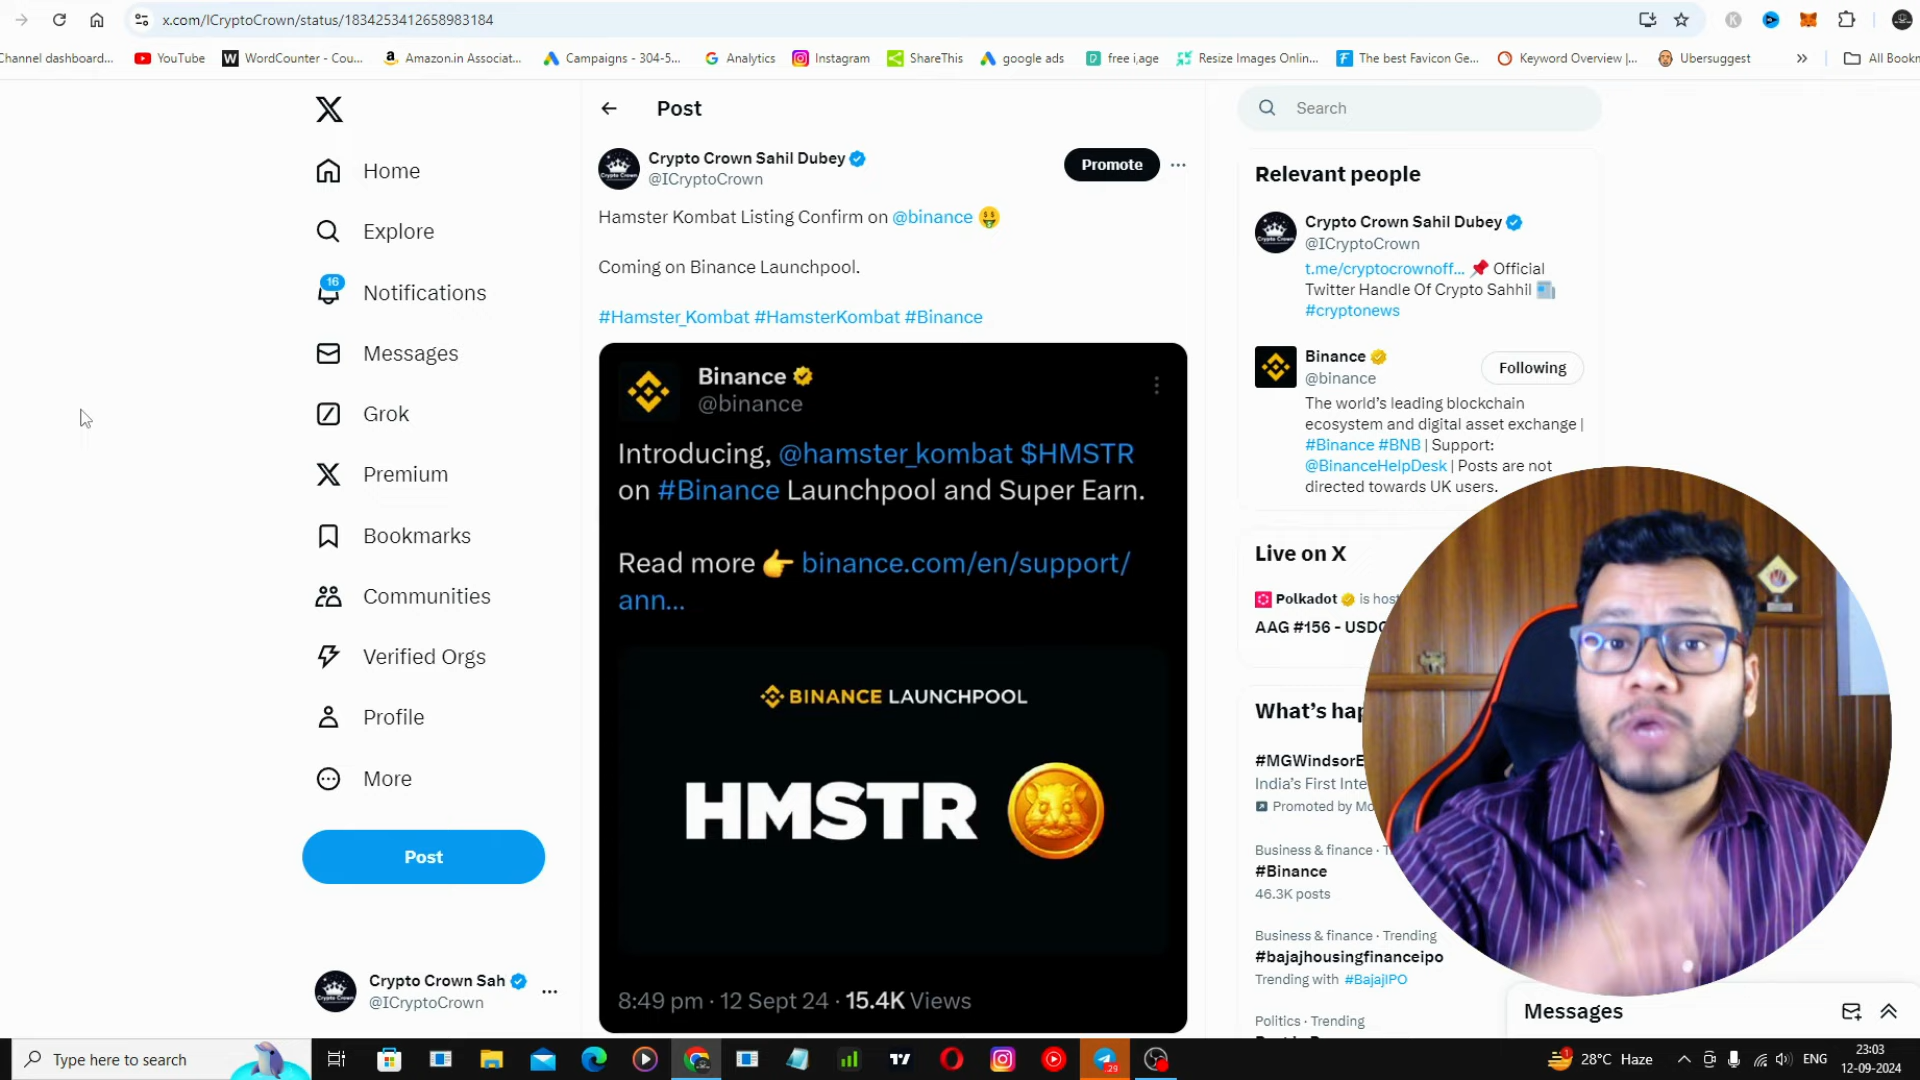 x.com/ICryptoCrown/status/1834253412658983184
Channel dashboard...
YouTube
WordCounter - Cou...
Amazon.in Associat...
Campaigns - 304-5...
Analytics
Instagram
ShareThis
google ads
free i,age
Resize Images Onlin...
The best Favicon Ge...
Keyword Overview |...
Ubersuggest
All Bookm
Home
Explore
16
Notifications
Messages
Grok
Premium
Bookmarks
Communities
Verified Orgs
Profile
More
Post
Crypto Crown Sah
@ICryptoCrown
Post
Crypto Crown Sahil Dubey
@ICryptoCrown
Promote
Hamster Kombat Listing Confirm on @binance 🤑
Coming on Binance Launchpool.
#Hamster_Kombat #HamsterKombat #Binance
Binance
@binance
Introducing, @hamster_kombat $HMSTR
on #Binance Launchpool and Super Earn.
Read more 👉 binance.com/en/support/
ann...
BINANCE LAUNCHPOOL
HMSTR
8:49 pm · 12 Sept 24 · 15.4K Views
Search
Relevant people
Crypto Crown Sahil Dubey
@ICryptoCrown
t.me/cryptocrownoff... 📌 Official
Twitter Handle Of Crypto Sahhil 📰
#cryptonews
Binance
@binance
Following
The world's leading blockchain
ecosystem and digital asset exchange |
#Binance #BNB | Support:
@BinanceHelpDesk | Posts are not
directed towards UK users.
Live on X
Polkadot is host
AAG #156 - USDC
What's hap
#MGWindsorE
India's First Inte
Promoted by Mo
Business & finance · T
#Binance
46.3K posts
Business & finance · Trending
#bajajhousingfinanceipo
Trending with #BajajIPO
Politics · Trending
Messages
Type here to search
29
28°C Haze
ENG
23:03
12-09-2024